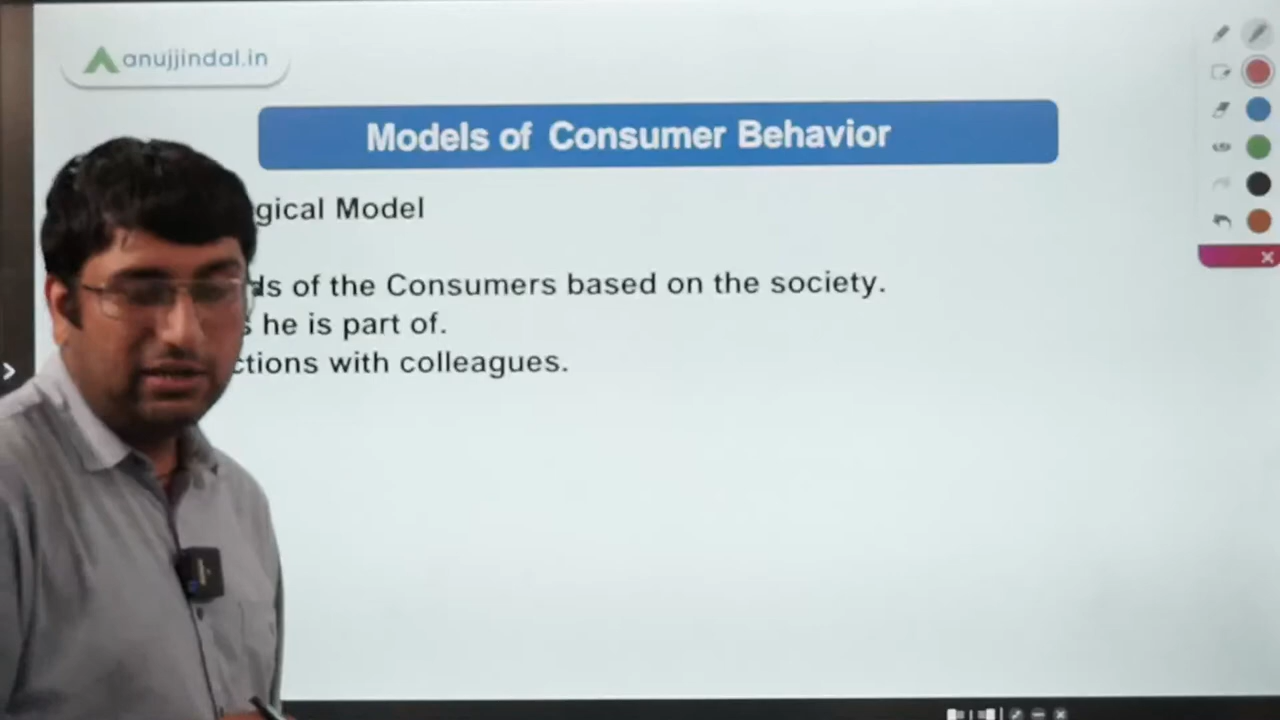 anujjindal.in
Models of Consumer Behavior
gical Model
ds of the Consumers based on the society.
s he is part of.
ctions with colleagues.